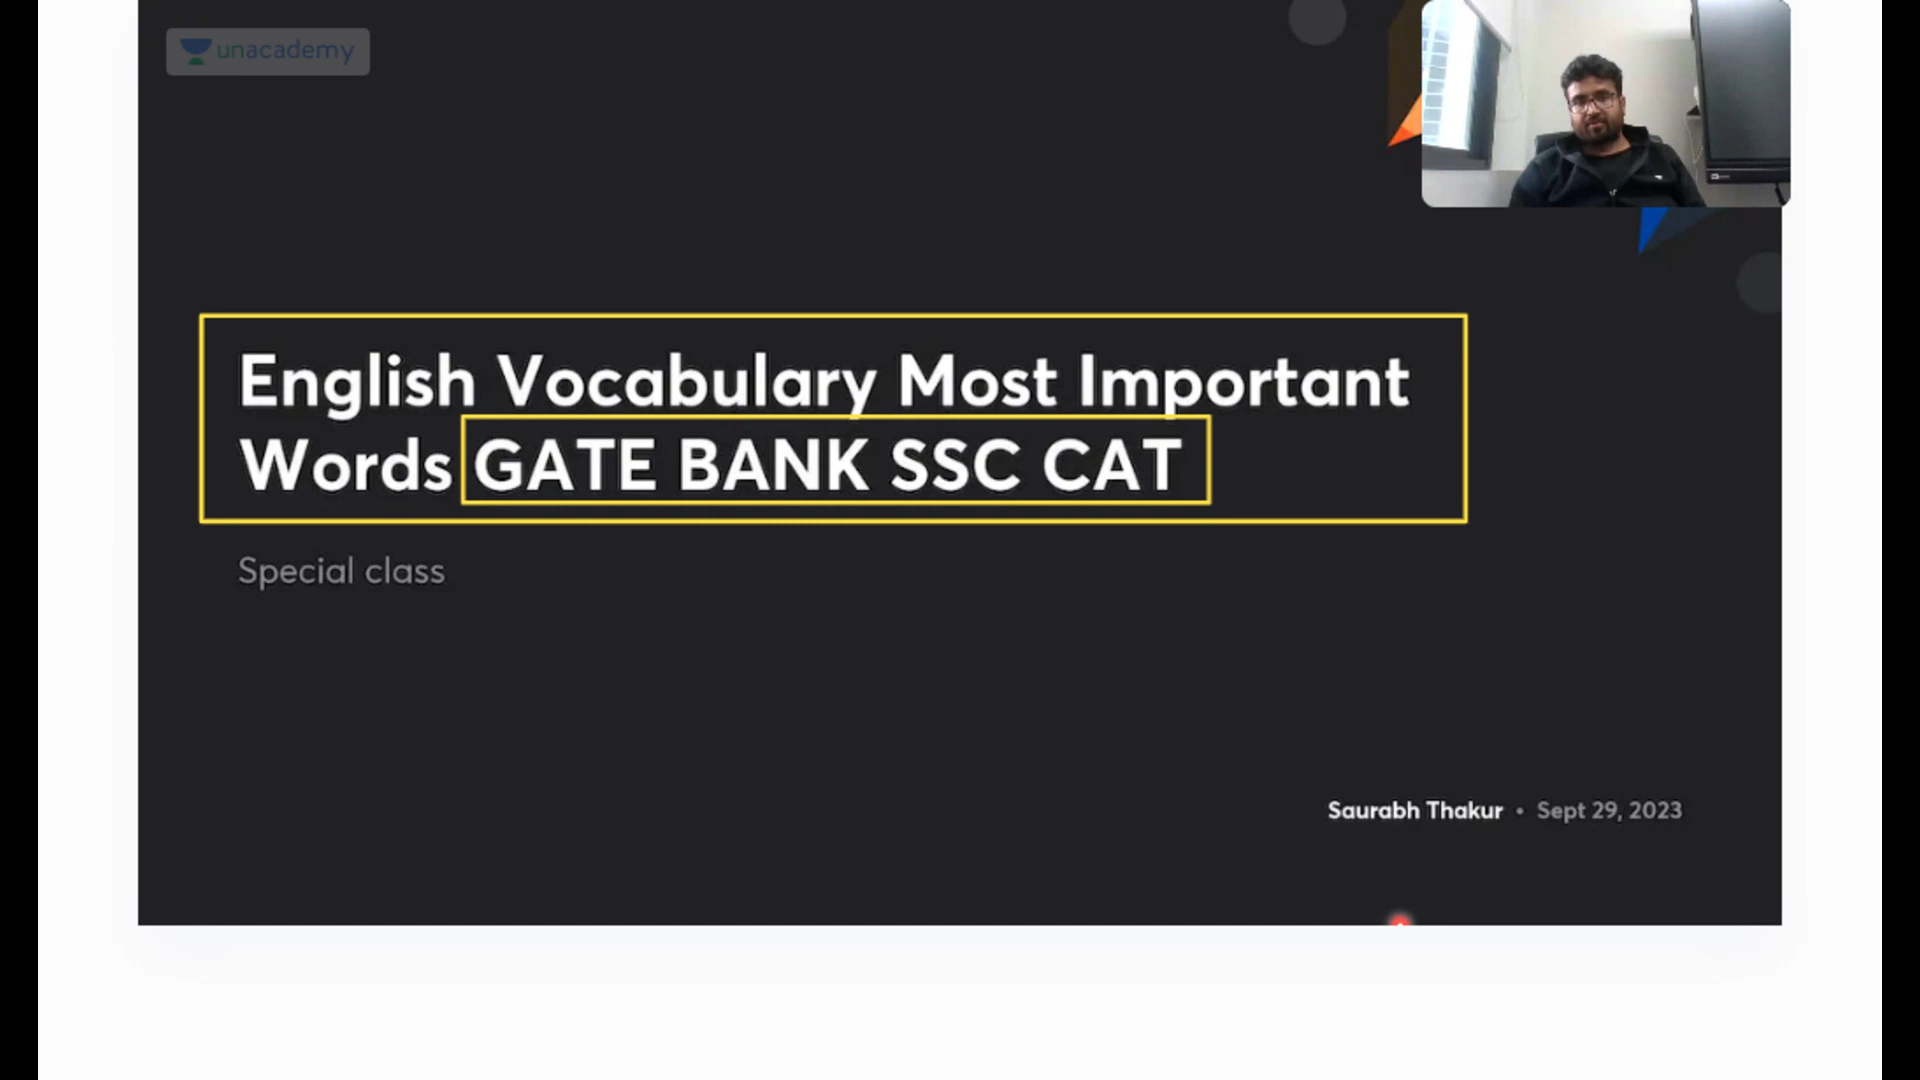 unacademy
English Vocabulary Most Important
Words GATE BANK SSC CAT
Special class
Saurabh Thakur • Sept 29, 2023